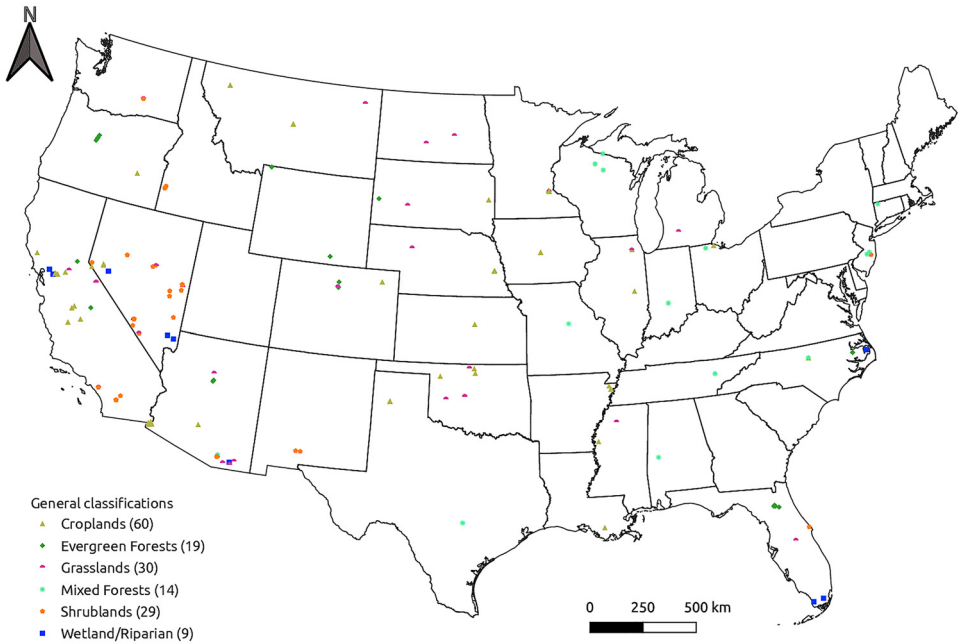 N
General classifications
Croplands (60)
Evergreen Forests (19)
Grasslands (30)
Mixed Forests (14)
Shrublands (29)
Wetland/Riparian (9)
0 250 500 km